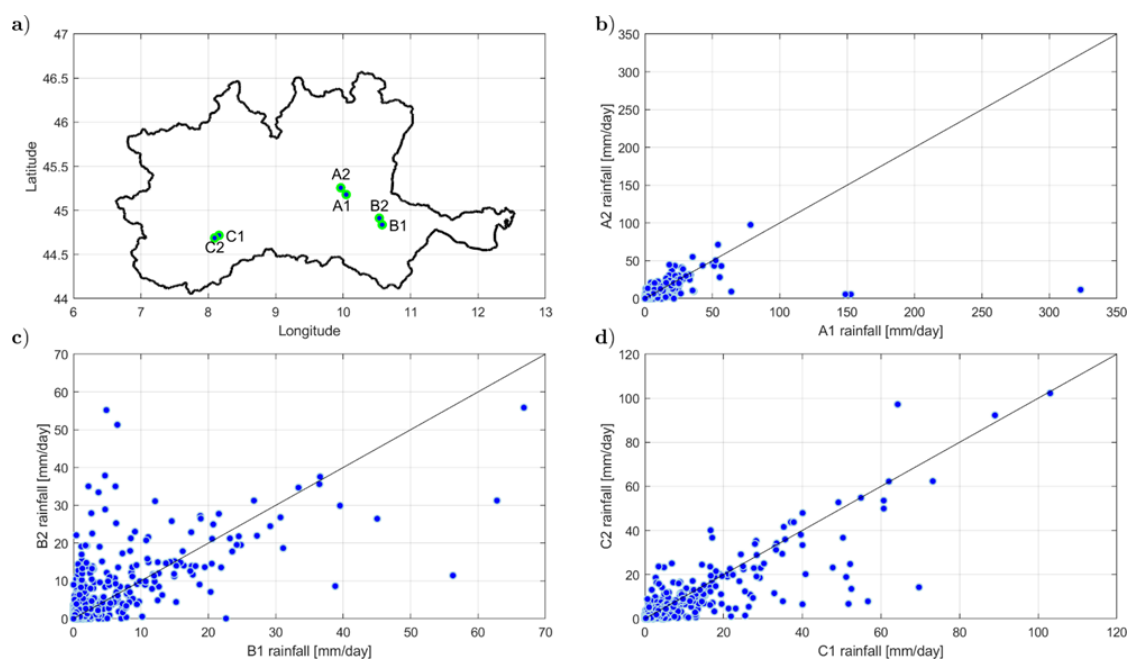 a)
47
46.5
46
45.5
45
44.5
44
Latitude
A2
A1
B2
B1
C1
C2
6 7 8 9 10 11 12 13
Longitude
b)
350
300
250
200
150
100
50
0
A2 rainfall [mm/day]
0 50 100 150 200 250 300 350
A1 rainfall [mm/day]
c)
70
60
50
40
30
20
10
0
B2 rainfall [mm/day]
0 10 20 30 40 50 60 70
B1 rainfall [mm/day]
d)
120
100
80
60
40
20
0
C2 rainfall [mm/day]
0 20 40 60 80 100 120
C1 rainfall [mm/day]